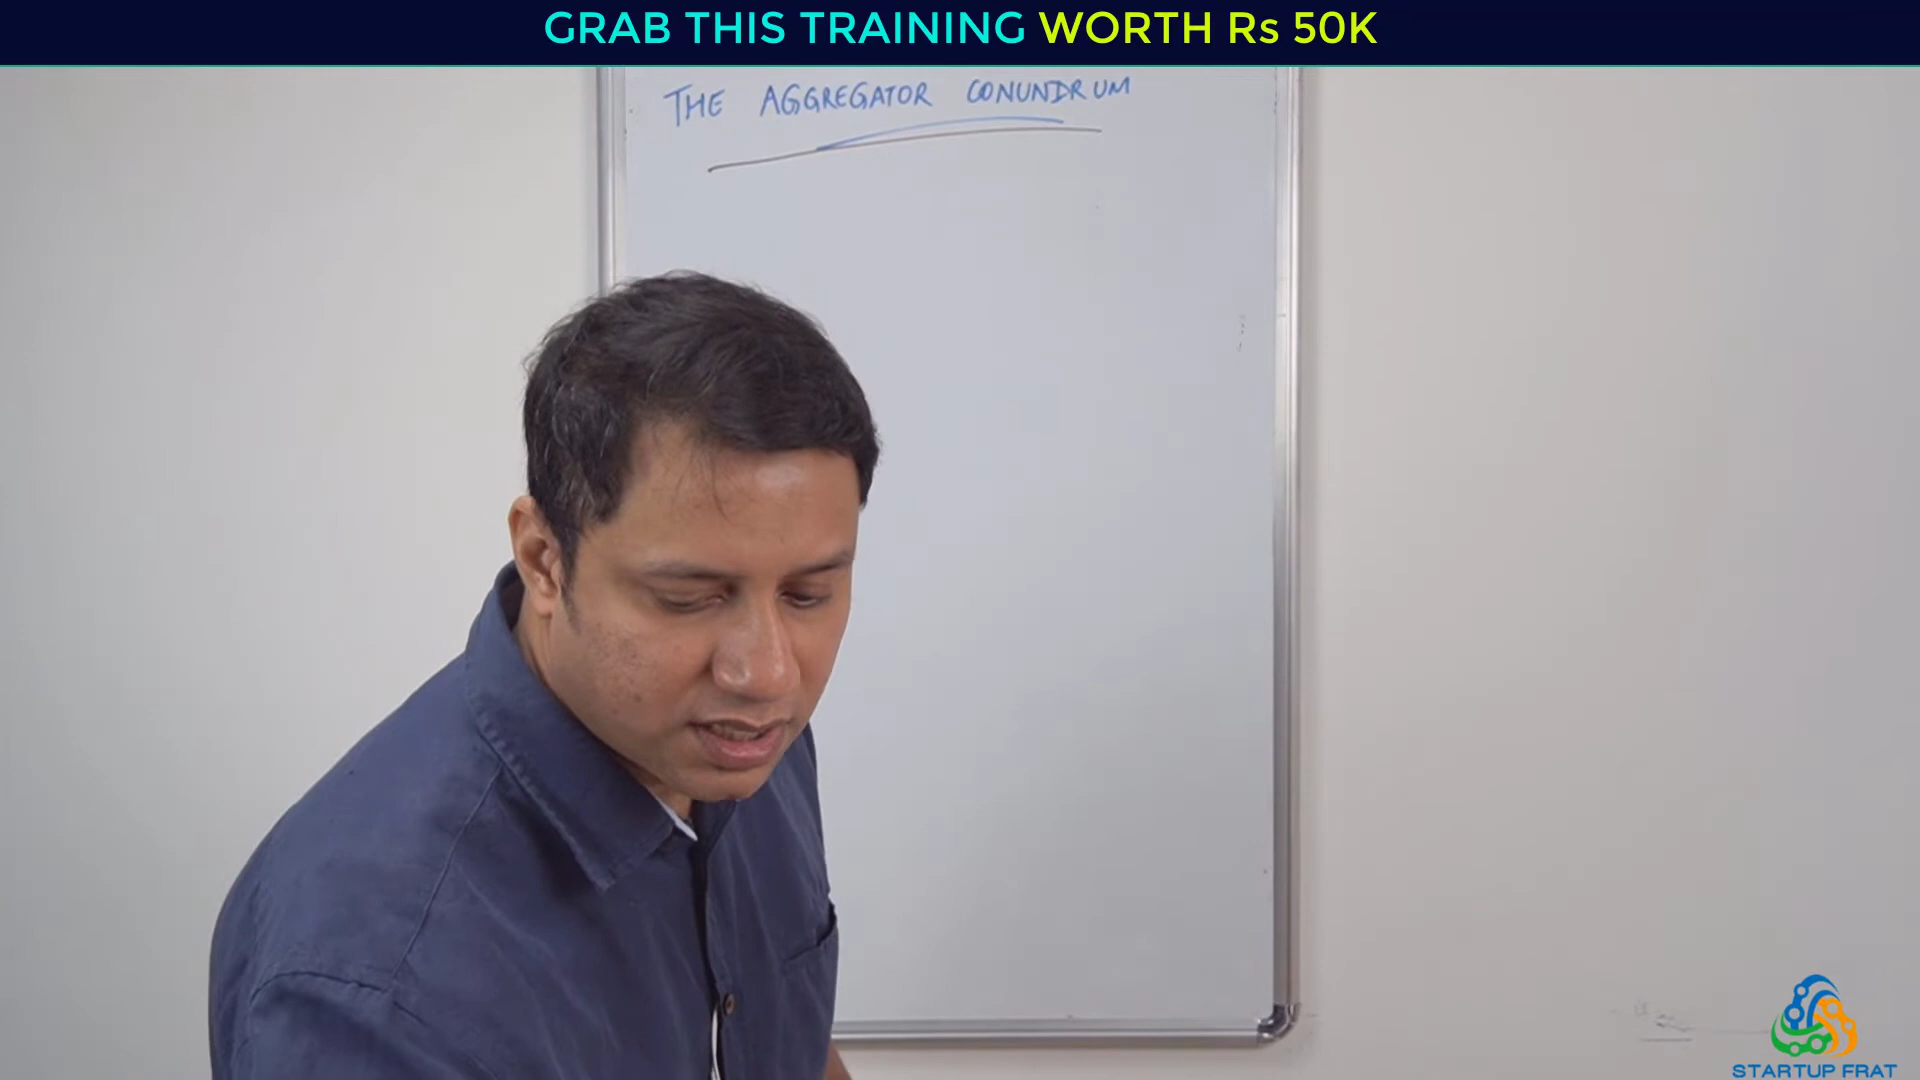 GRAB THIS TRAINING WORTH Rs 50K
THE AGGREGATOR CONUNDRUM
STARTUP FRAT